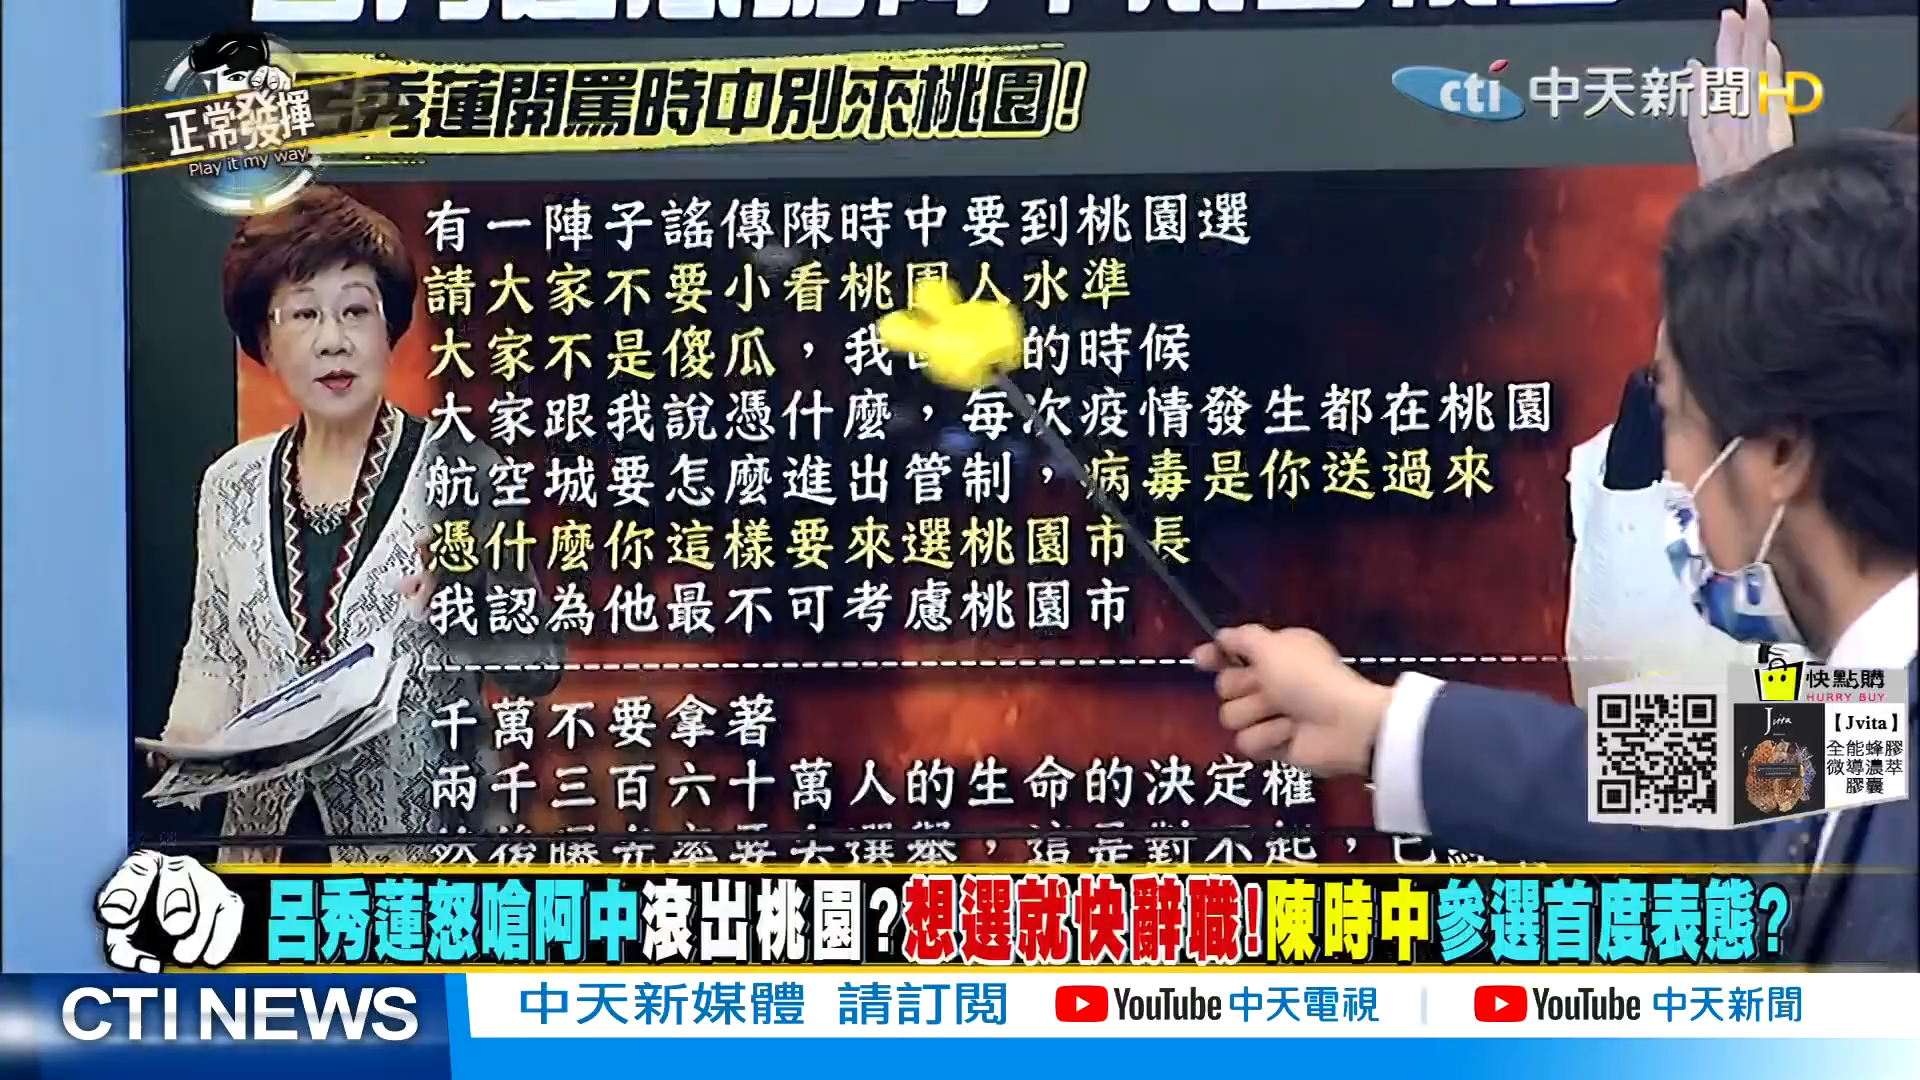 秀蓮開罵時中別來桃園!
正常發揮
Play it my way
cti 中天新聞HD
有一陣子謠傳陳時中要到桃園選
請大家不要小看桃園人水準
大家不是傻瓜，我 的時候
大家跟我說憑什麼，每次疫情發生都在桃園
航空城要怎麼進出管制，病毒是你送過來
憑什麼你這樣要來選桃園市長
我認為他最不可考慮桃園市
千萬不要拿著
兩千三百六十萬人的生命的決定權
快點購
HURRY BUY
Jvita
【Jvita】
全能蜂膠
微導濃萃
膠囊
呂秀蓮怒嗆阿中滾出桃園?想選就快辭職!陳時中參選首度表態?
CTI NEWS
中天新媒體 請訂閱 YouTube 中天電視 | YouTube 中天新聞